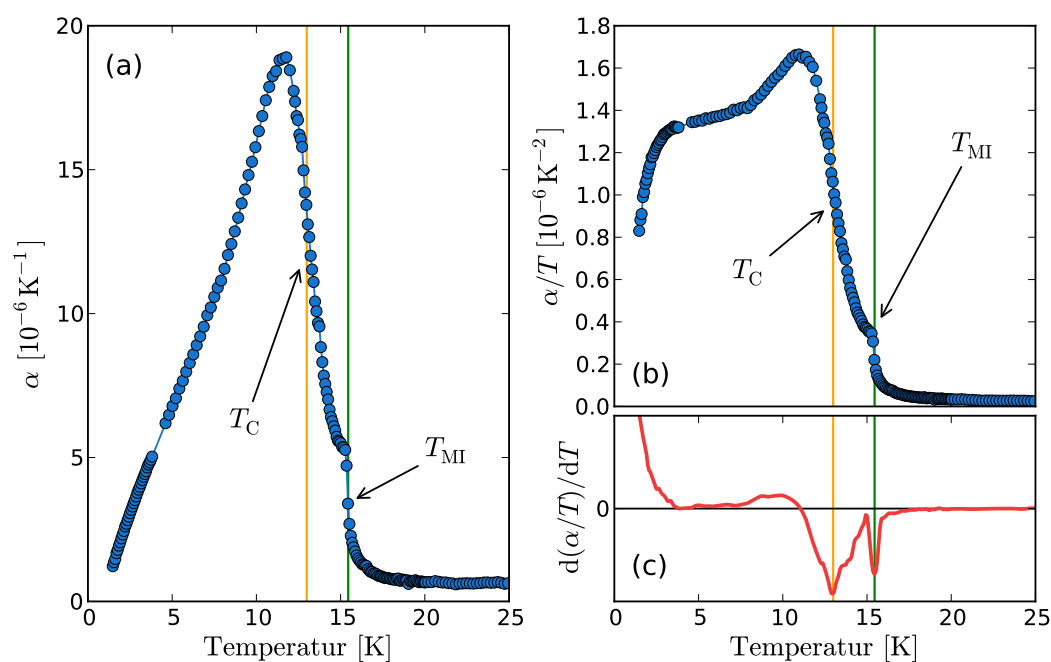 (a)
20
15
10
5
0
α [10⁻⁶ K⁻¹]
T_C
T_MI
0 5 10 15 20 25
Temperatur [K]
1.8
1.6
1.4
1.2
1.0
0.8
0.6
0.4
0.2
0.0
α/T [10⁻⁶ K⁻²]
T_MI
T_C
(b)
0
d(α/T)/dT
(c)
0 5 10 15 20 25
Temperatur [K]